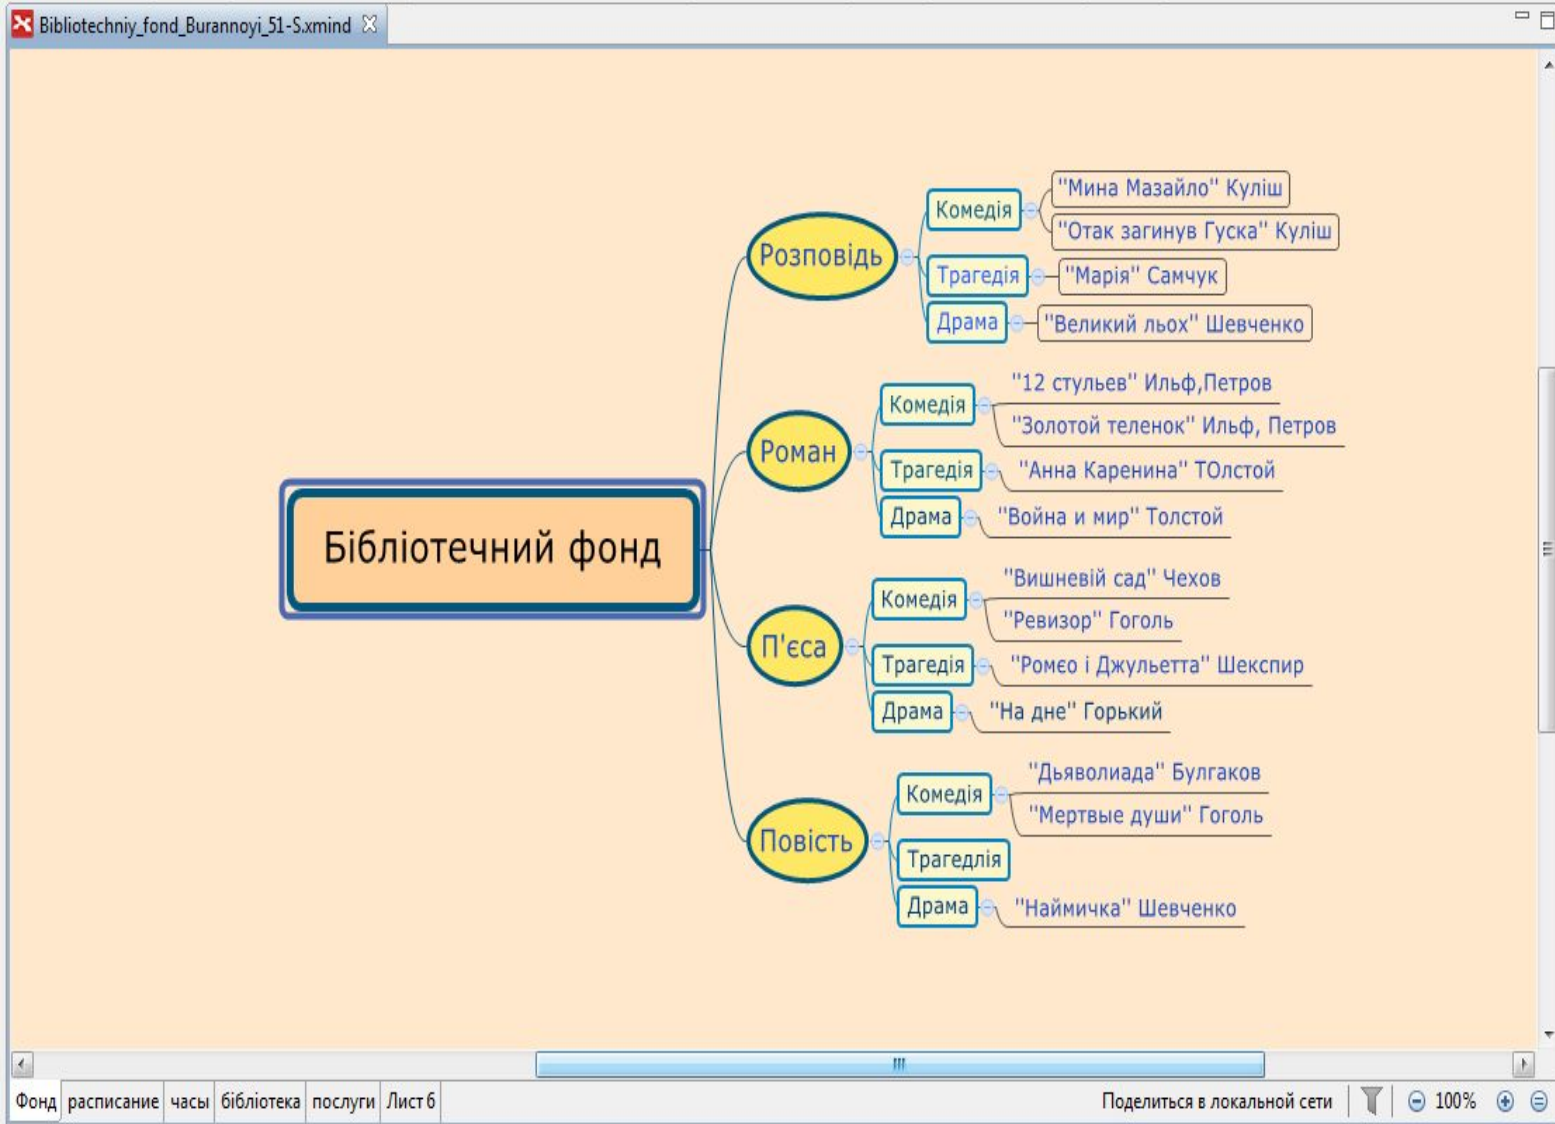 Bibliotechniy_fond_Burannoyi_51-S.xmind
Бібліотечний фонд
Розповідь
Комедія
"Мина Мазайло" Куліш
"Отак загинув Гуска" Куліш
Трагедія
"Марія" Самчук
Драма
"Великий льох" Шевченко
Роман
Комедія
"12 стульев" Ильф,Петров
"Золотой теленок" Ильф, Петров
Трагедія
"Анна Каренина" ТОлстой
Драма
"Война и мир" Толстой
П'єса
Комедія
"Вишневій сад" Чехов
"Ревизор" Гоголь
Трагедія
"Ромєо і Джульетта" Шекспир
Драма
"На дне" Горький
Повість
Комедія
"Дьяволиада" Булгаков
"Мертвые души" Гоголь
Трагедлія
Драма
"Наймичка" Шевченко
Фонд расписание часы бібліотека послуги Лист 6 Поделиться в локальной сети 100%